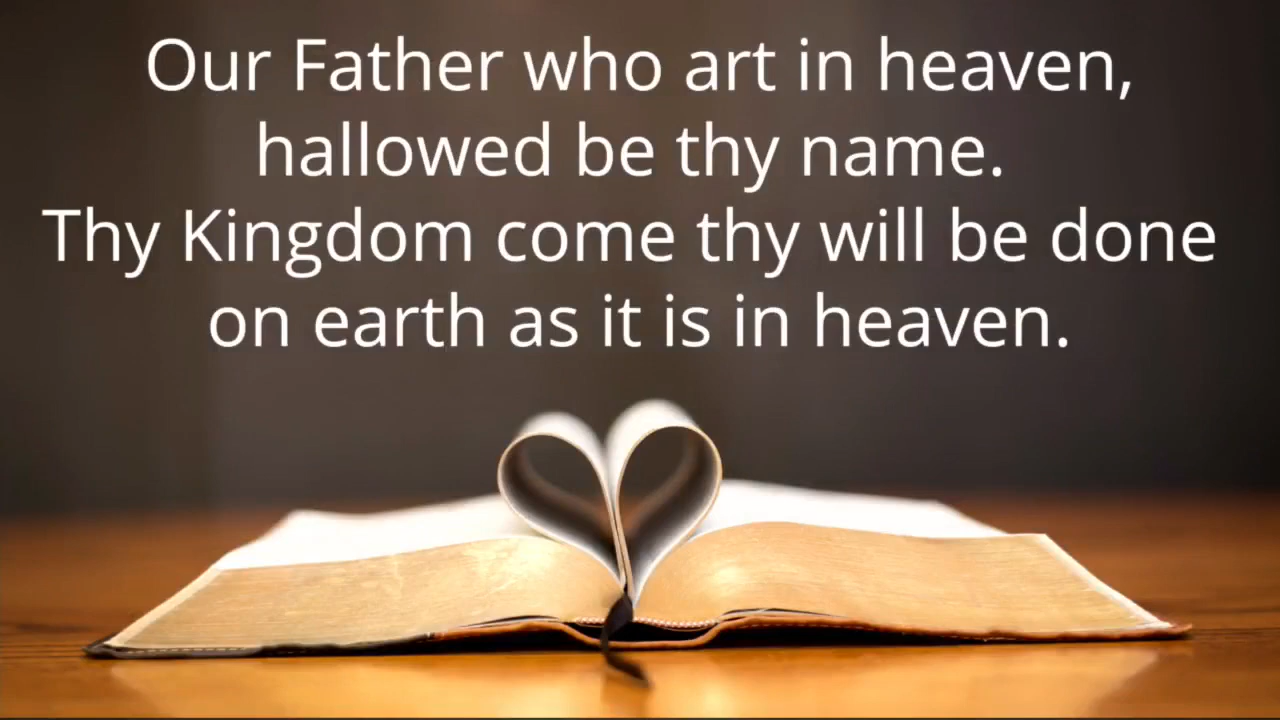 Our Father who art in heaven,
hallowed be thy name.
Thy Kingdom come thy will be done
on earth as it is in heaven.